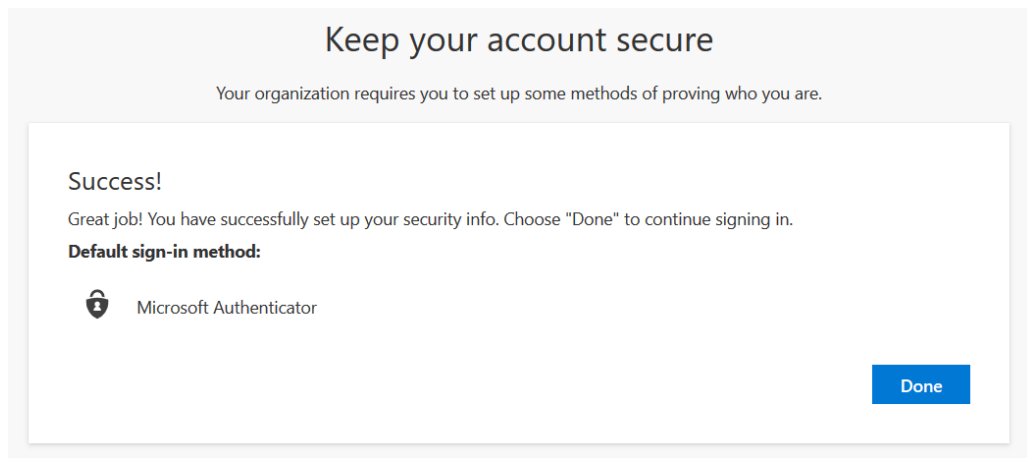 Keep your account secure
Your organization requires you to set up some methods of proving who you are.
Success!
Great job! You have successfully set up your security info. Choose "Done" to continue signing in.
Default sign-in method:
Microsoft Authenticator
Done